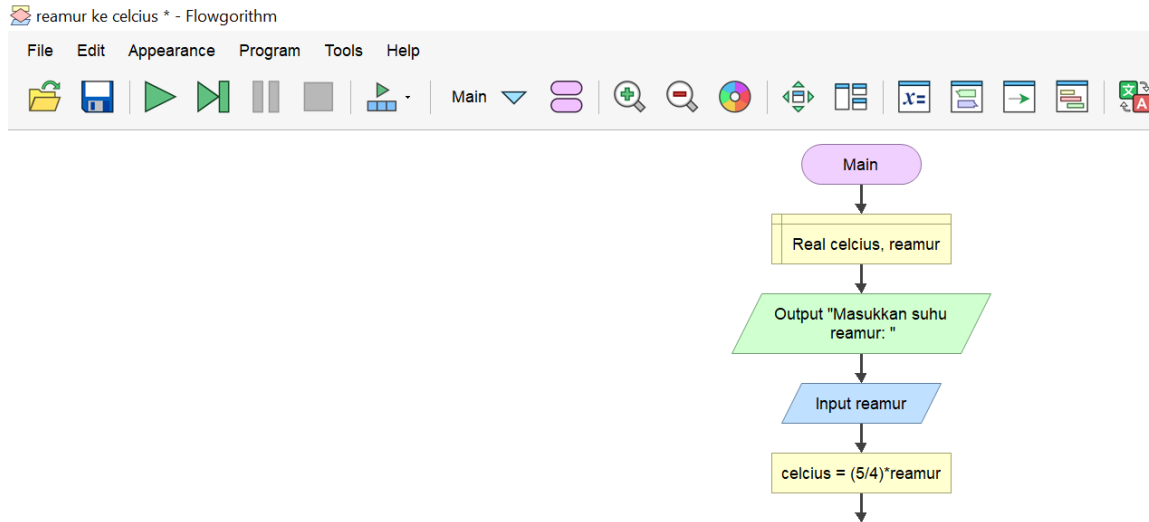 reamur ke celcius * - Flowgorithm
File Edit Appearance Program Tools Help
Main
x=
文
A
Main
Real celcius, reamur
Output "Masukkan suhu
reamur: "
Input reamur
celcius = (5/4)*reamur